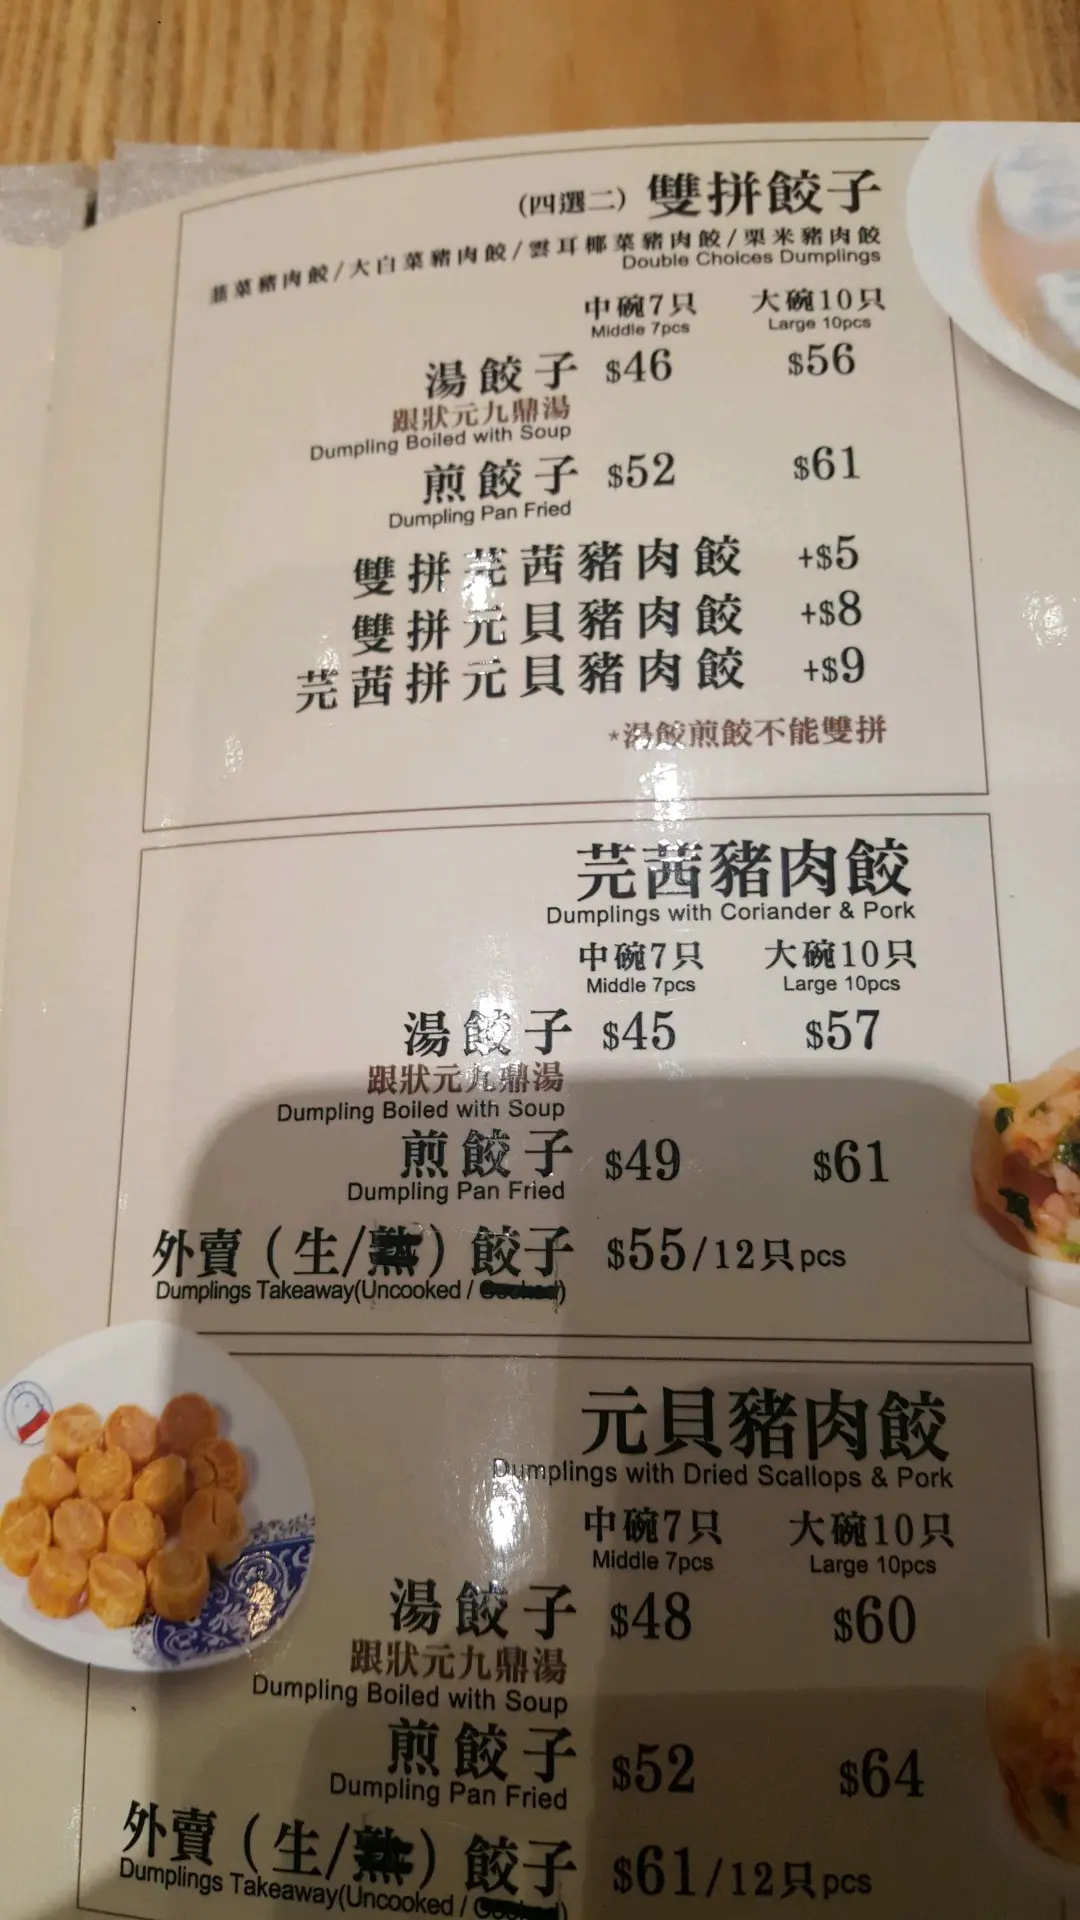 (四選二) 雙拼餃子
韮菜豬肉餃/大白菜豬肉餃/雲耳椰菜豬肉餃/粟米豬肉餃
Double Choices Dumplings
中碗7只 大碗10只
Middle 7pcs Large 10pcs
湯餃子 $46 $56
跟狀元九鼎湯
Dumpling Boiled with Soup
煎餃子 $52 $61
Dumpling Pan Fried
雙拼芫茜豬肉餃 +$5
雙拼元貝豬肉餃 +$8
芫茜拼元貝豬肉餃 +$9
*湯餃煎餃不能雙拼
芫茜豬肉餃
Dumplings with Coriander & Pork
中碗7只 大碗10只
Middle 7pcs Large 10pcs
湯餃子 $45 $57
跟狀元九鼎湯
Dumpling Boiled with Soup
煎餃子 $49 $61
Dumpling Pan Fried
外賣(生/熟)餃子 $55/12只pcs
Dumplings Takeaway(Uncooked / Cooked)
元貝豬肉餃
Dumplings with Dried Scallops & Pork
中碗7只 大碗10只
Middle 7pcs Large 10pcs
湯餃子 $48 $60
跟狀元九鼎湯
Dumpling Boiled with Soup
煎餃子 $52 $64
Dumpling Pan Fried
外賣(生/熟)餃子 $61/12只pcs
Dumplings Takeaway(Uncooked / Cooked)